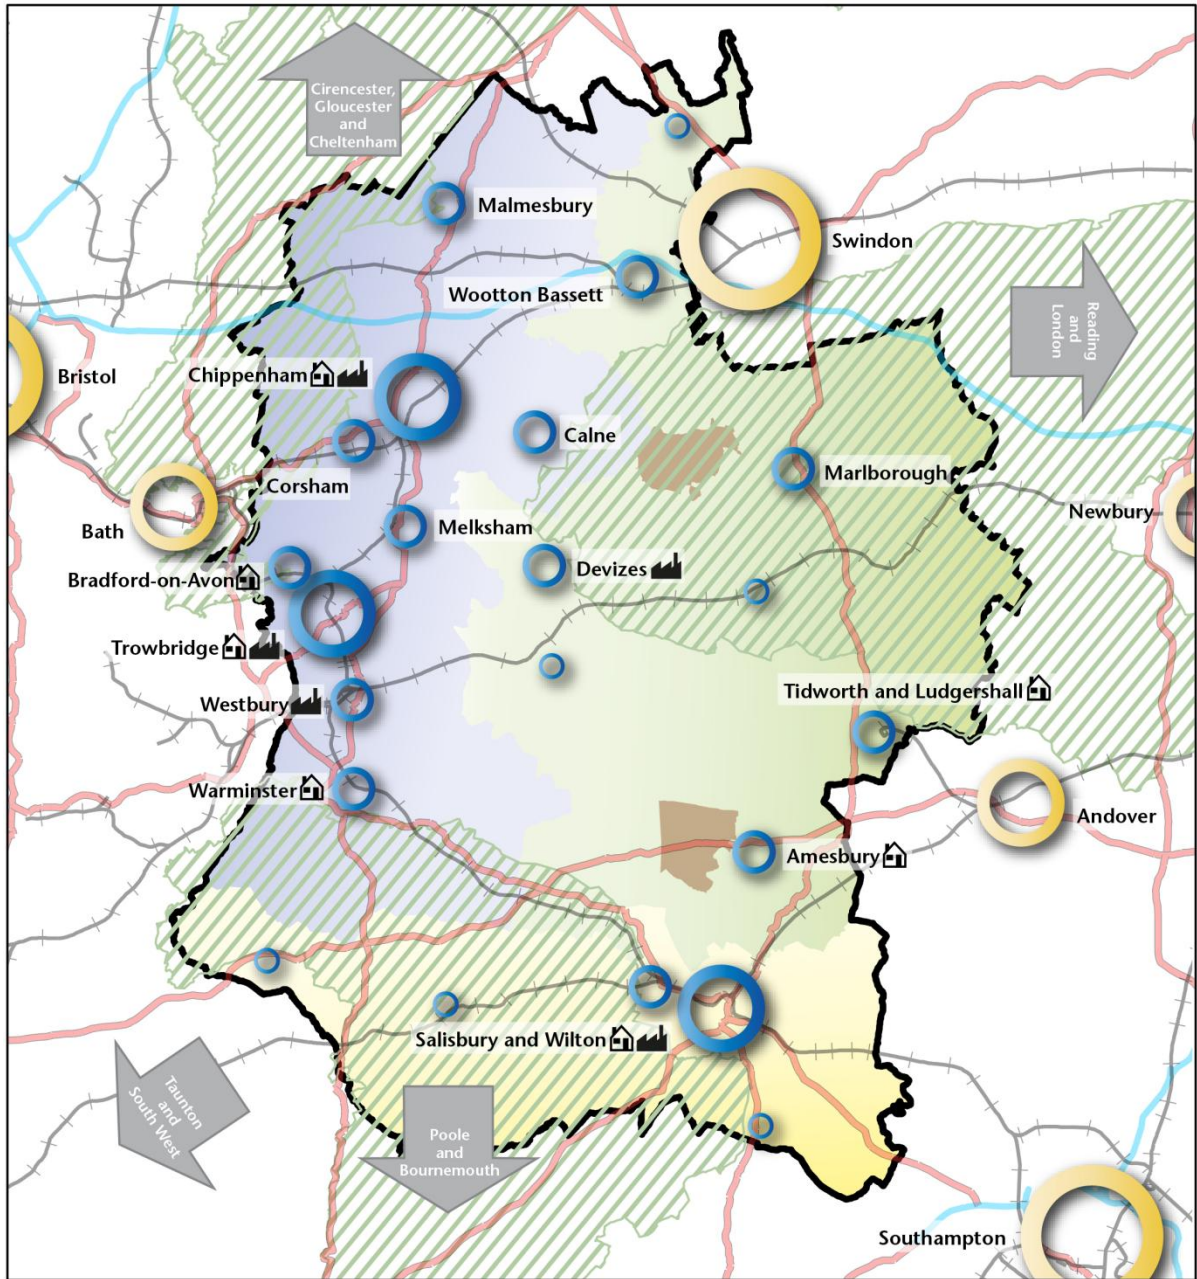 Cirencester,
Gloucester
and
Cheltenham
Malmesbury
Swindon
Wootton Bassett
Reading
and
London
Bristol
Chippenham
Calne
Corsham
Marlborough
Bath
Melksham
Newbury
Bradford-on-Avon
Devizes
Trowbridge
Tidworth and Ludgershall
Westbury
Warminster
Andover
Amesbury
Salisbury and Wilton
Taunton
and
South West
Poole
and
Bournemouth
Southampton